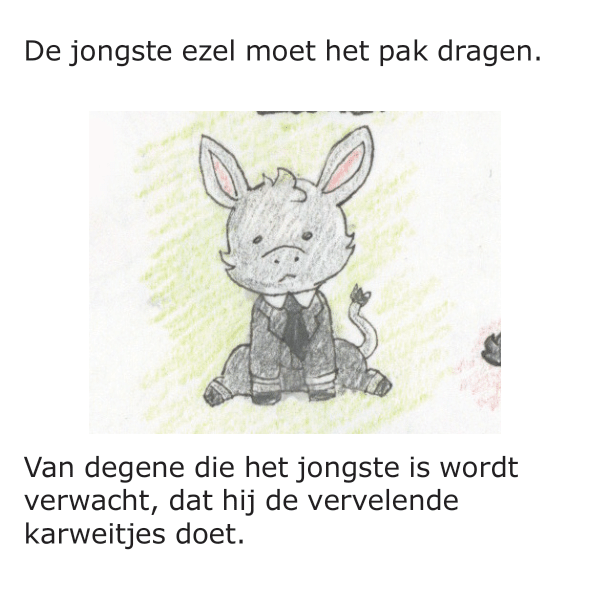 De jongste ezel moet het pak dragen.
Van degene die het jongste is wordt
verwacht, dat hij de vervelende
karweitjes doet.